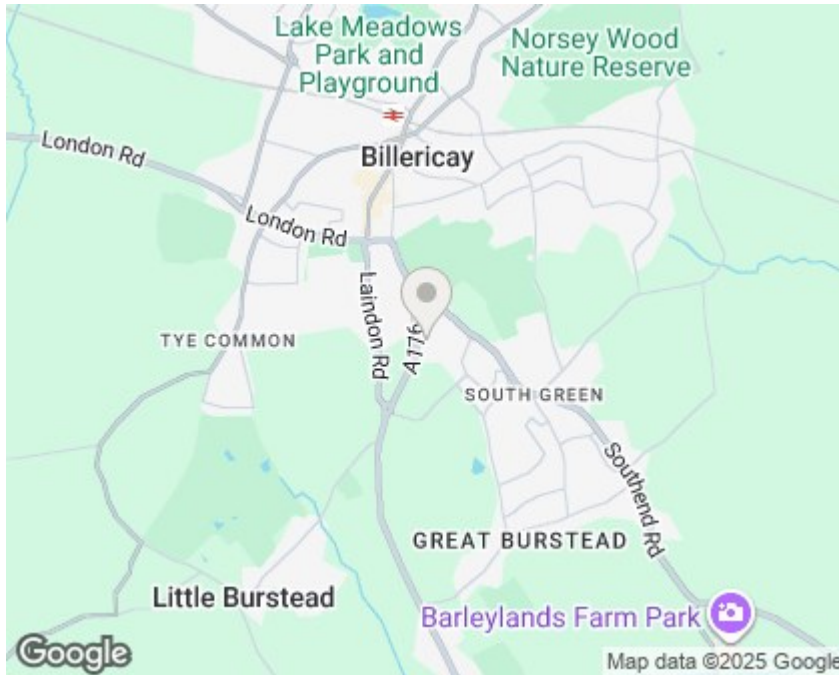 Lake Meadows
Park and
Playground
Norsey Wood
Nature Reserve
London Rd
Billericay
London Rd
Laindon Rd
A176
TYE COMMON
SOUTH GREEN
Southend Rd
GREAT BURSTEAD
Little Burstead
Barleylands Farm Park
Google
Map data ©2025 Google